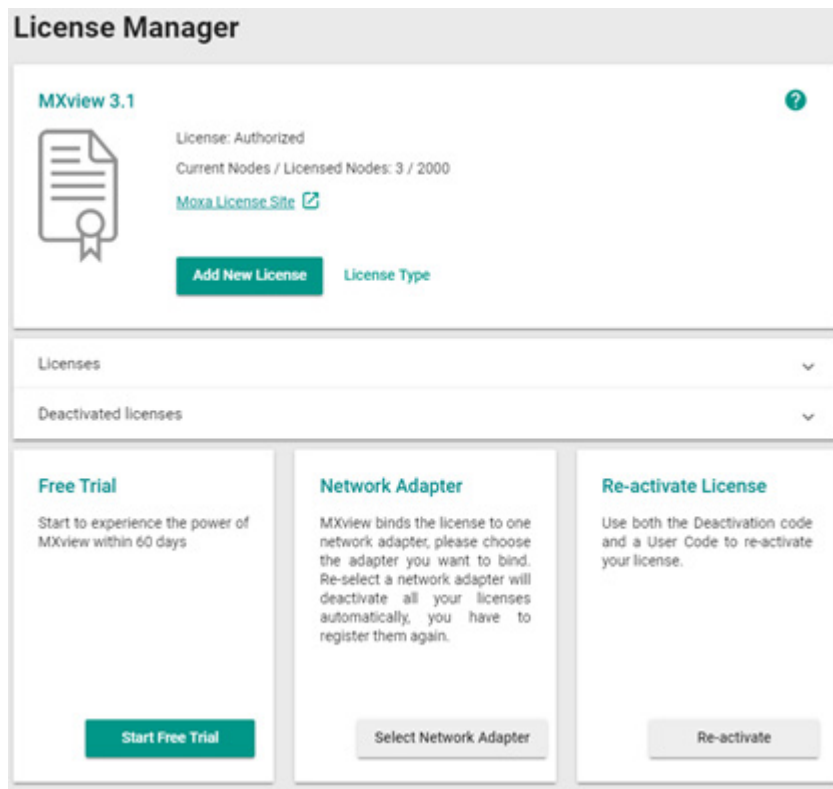 License Manager
MXview 3.1
?
License: Authorized
Current Nodes / Licensed Nodes: 3 / 2000
Moxa License Site
Add New License
License Type
Licenses
Deactivated licenses
Free Trial
Start to experience the power of
MXview within 60 days
Start Free Trial
Network Adapter
MXview binds the license to one
network adapter, please choose
the adapter you want to bind.
Re-select a network adapter will
deactivate all your licenses
automatically, you have to
register them again.
Select Network Adapter
Re-activate License
Use both the Deactivation code
and a User Code to re-activate
your license.
Re-activate